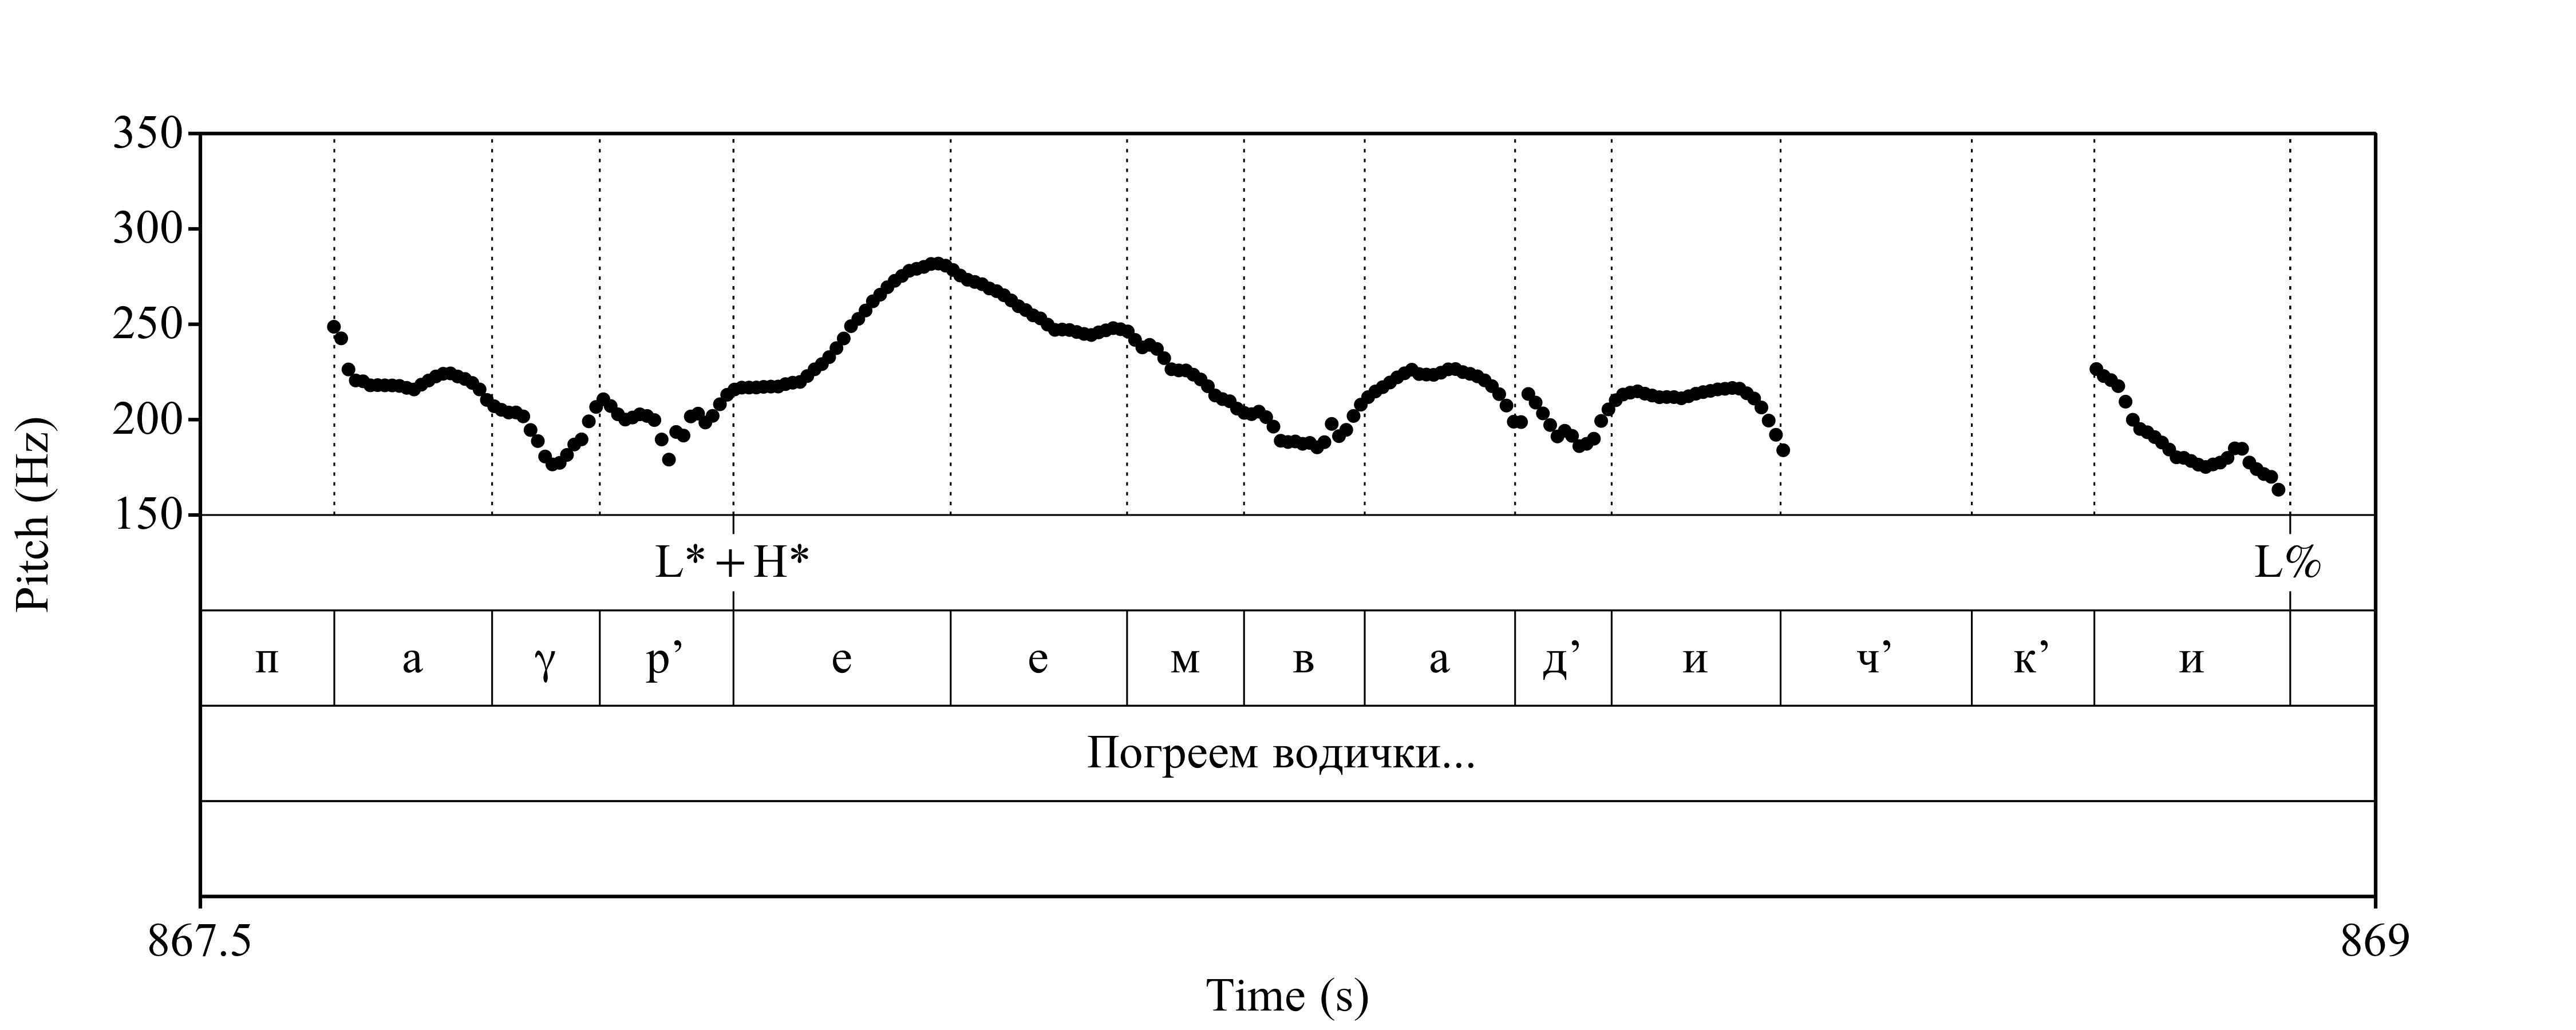 350
300
250
200
150
Pitch (Hz)
L* + H* L%
п а γ р’ е е м в а д’ и ч’ к’ и
Погреем водички...
867.5 869
Time (s)